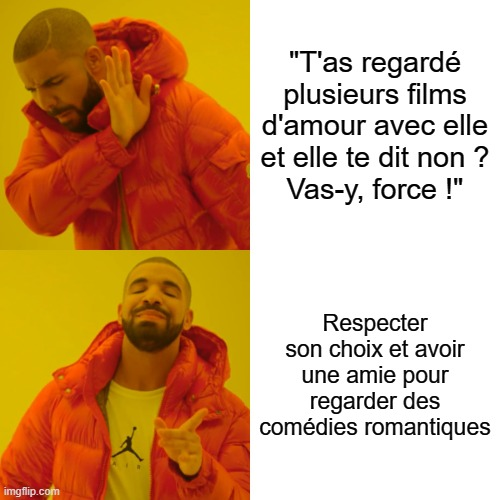 "T'as regardé
plusieurs films
d'amour avec elle
et elle te dit non ?
Vas-y, force !"
Respecter
son choix et avoir
une amie pour
regarder des
comédies romantiques
AIR
imgflip.com